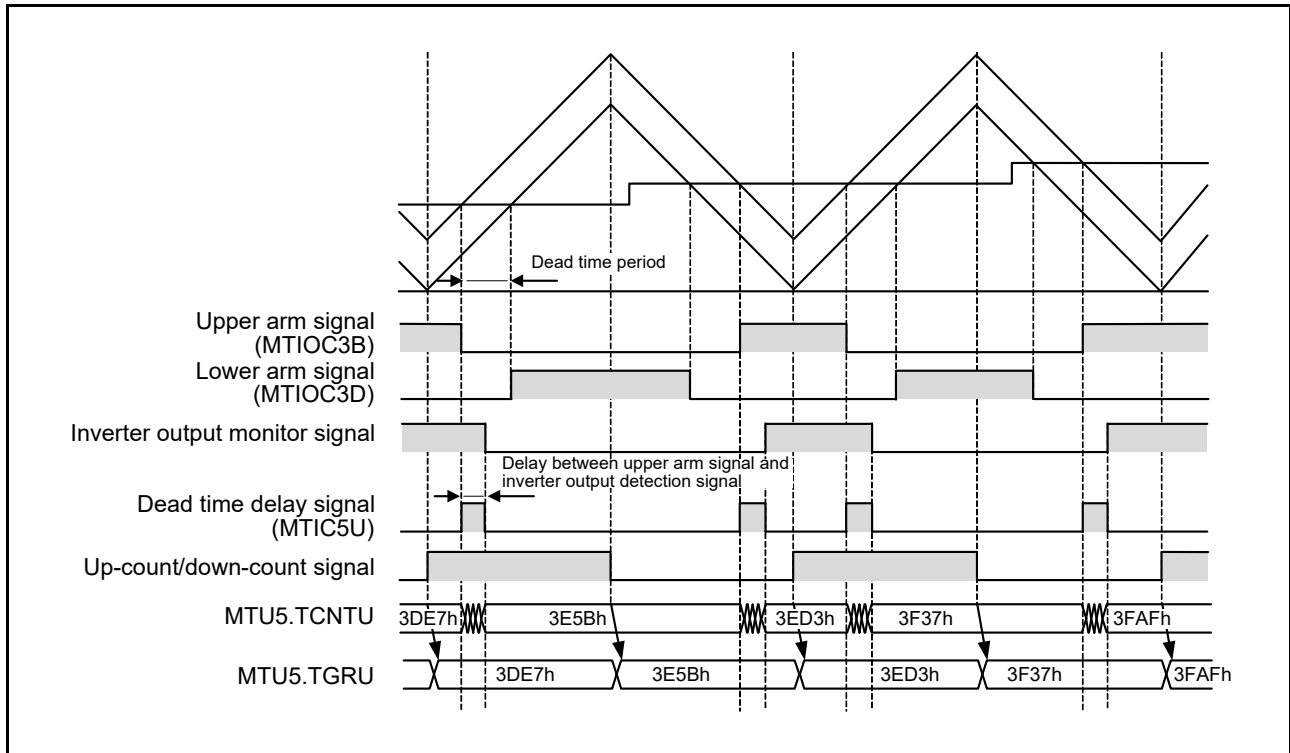 Dead time period
Upper arm signal
(MTIOC3B)
Lower arm signal
(MTIOC3D)
Inverter output monitor signal
Delay between upper arm signal and
inverter output detection signal
Dead time delay signal
(MTIC5U)
Up-count/down-count signal
MTU5.TCNTU 3DE7h 3E5Bh 3ED3h 3F37h 3FAFh
MTU5.TGRU 3DE7h 3E5Bh 3ED3h 3F37h 3FAFh